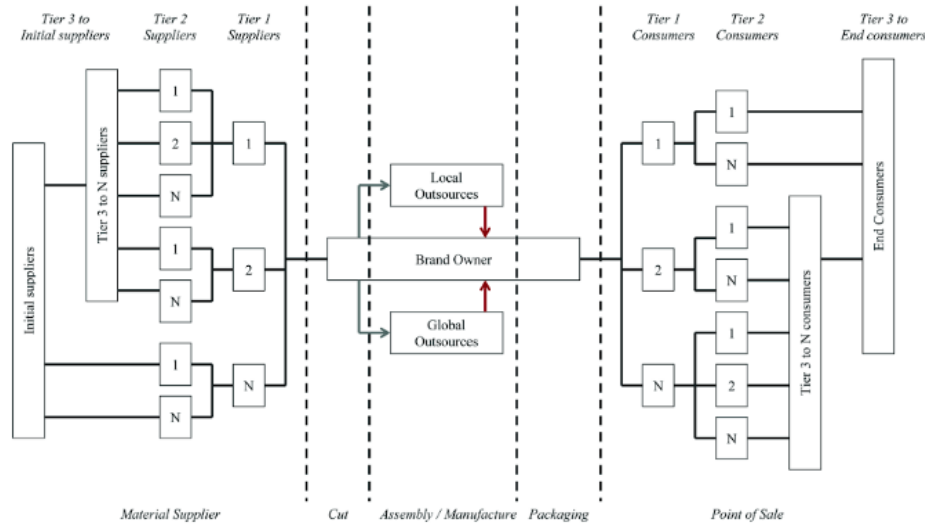 Tier 3 to
Initial suppliers
Tier 2
Suppliers
Tier 1
Suppliers
Tier 1
Consumers
Tier 2
Consumers
Tier 3 to
End consumers
Initial suppliers
Tier 3 to N suppliers
1
2
N
1
N
1
N
1
2
N
Local
Outsources
Brand Owner
Global
Outsources
1
2
N
1
N
1
N
1
2
N
Tier 3 to N consumers
End Consumers
Material Supplier
Cut
Assembly / Manufacture
Packaging
Point of Sale